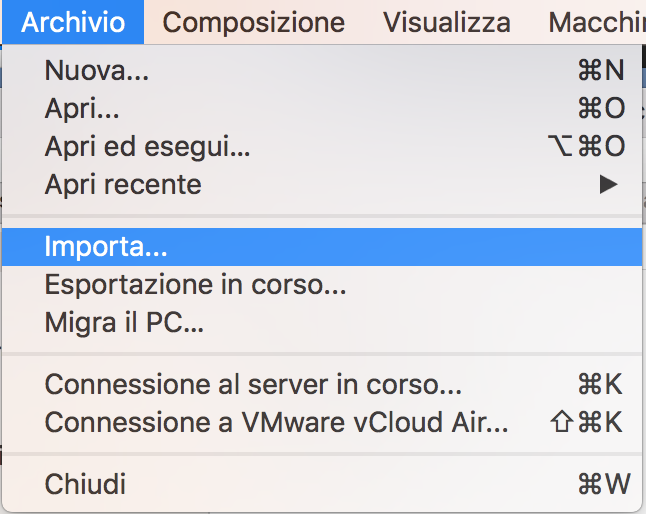 Archivio Composizione Visualizza
Nuova... ⌘N
Apri... ⌘O
Apri ed esegui... ⌥⌘O
Apri recente ▶
Importa...
Esportazione in corso...
Migra il PC...
Connessione al server in corso... ⌘K
Connessione a VMware vCloud Air... ⇧⌘K
Chiudi ⌘W